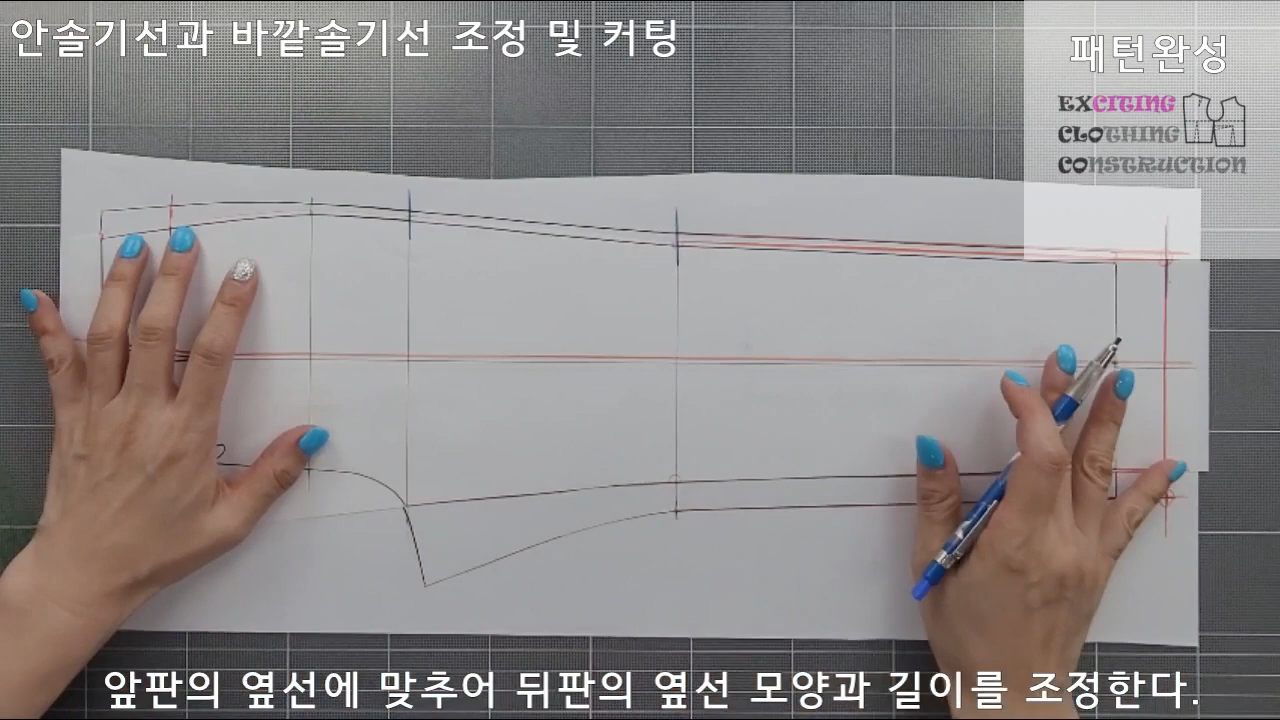 안솔기선과 바깥솔기선 조정 및 커팅
패턴완성
EXCITING
CLOTHING
CONSTRUCTION
앞판의 옆선에 맞추어 뒤판의 옆선 모양과 길이를 조정한다.